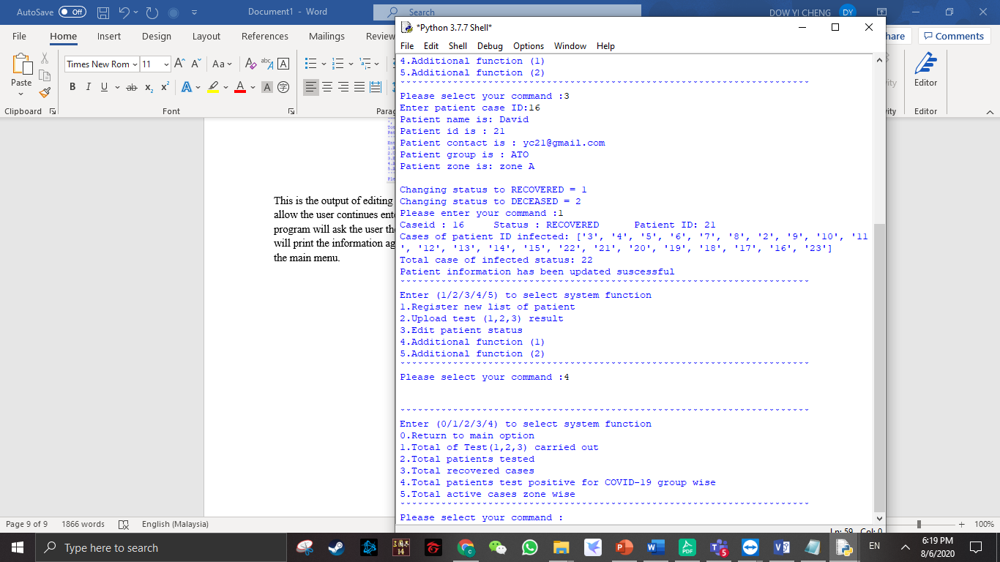 AutoSave Off Document1 - Word Search DOW YI CHENG DY
File Home Insert Design Layout References Mailings Review Share Comments
Times New Rom 11
Paste
Editor
Clipboard Font Editor
*Python 3.7.7 Shell*
File Edit Shell Debug Options Window Help
4.Additional function (1)
5.Additional function (2)
----------------------------------------------------------------------
Please select your command :3
Enter patient case ID:16
Patient name is: David
Patient id is : 21
Patient contact is : yc21@gmail.com
Patient group is : ATO
Patient zone is: zone A
Changing status to RECOVERED = 1
Changing status to DECEASED = 2
Please enter your command :1
Caseid : 16 Status : RECOVERED Patient ID: 21
Cases of patient ID infected: ['3', '4', '5', '6', '7', '8', '2', '9', '10', '11
', '12', '13', '14', '15', '22', '21', '20', '19', '18', '17', '16', '23']
Total case of infected status: 22
Patient information has been updated suscessful
----------------------------------------------------------------------
Enter (1/2/3/4/5) to select system function
1.Register new list of patient
2.Upload test (1,2,3) result
3.Edit patient status
4.Additional function (1)
5.Additional function (2)
----------------------------------------------------------------------
Please select your command :4
----------------------------------------------------------------------
Enter (0/1/2/3/4) to select system function
0.Return to main option
1.Total of Test(1,2,3) carried out
2.Total patients tested
3.Total recovered cases
4.Total patients test positive for COVID-19 group wise
5.Total active cases zone wise
----------------------------------------------------------------------
Please select your command :
Ln: 59 Col: 0
This is the output of editing
allow the user continues
program will ask the user
will print the information
the main menu.
Page 9 of 9 1866 words English (Malaysia) 100%
Type here to search EN 6:19 PM
8/6/2020